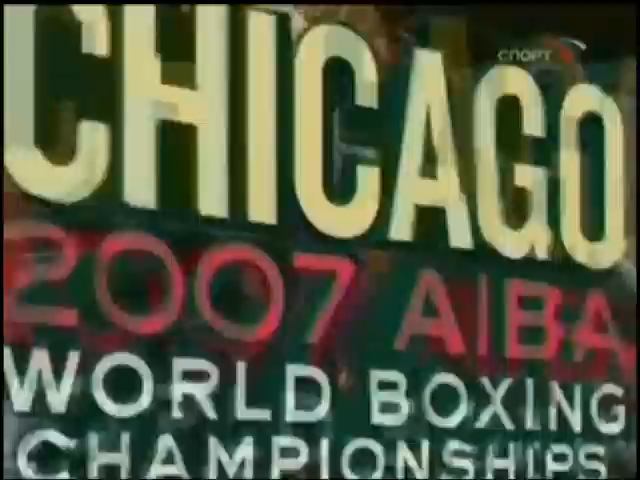 СПОРТ
CHICAGO
2007 AIBA
WORLD BOXING
CHAMPIONSHIPS